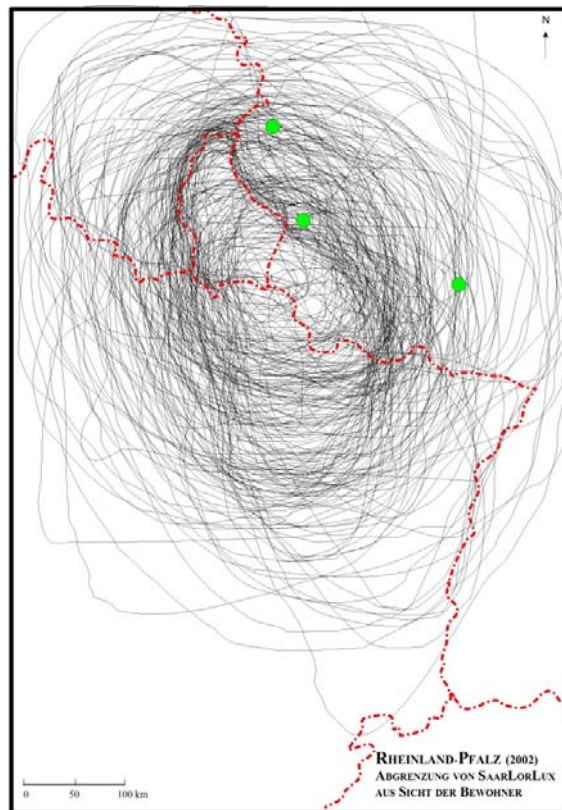 N
RHEINLAND-PFALZ (2002)
ABGRENZUNG VON SAARLORLUX
AUS SICHT DER BEWOHNER
0 50 100 km